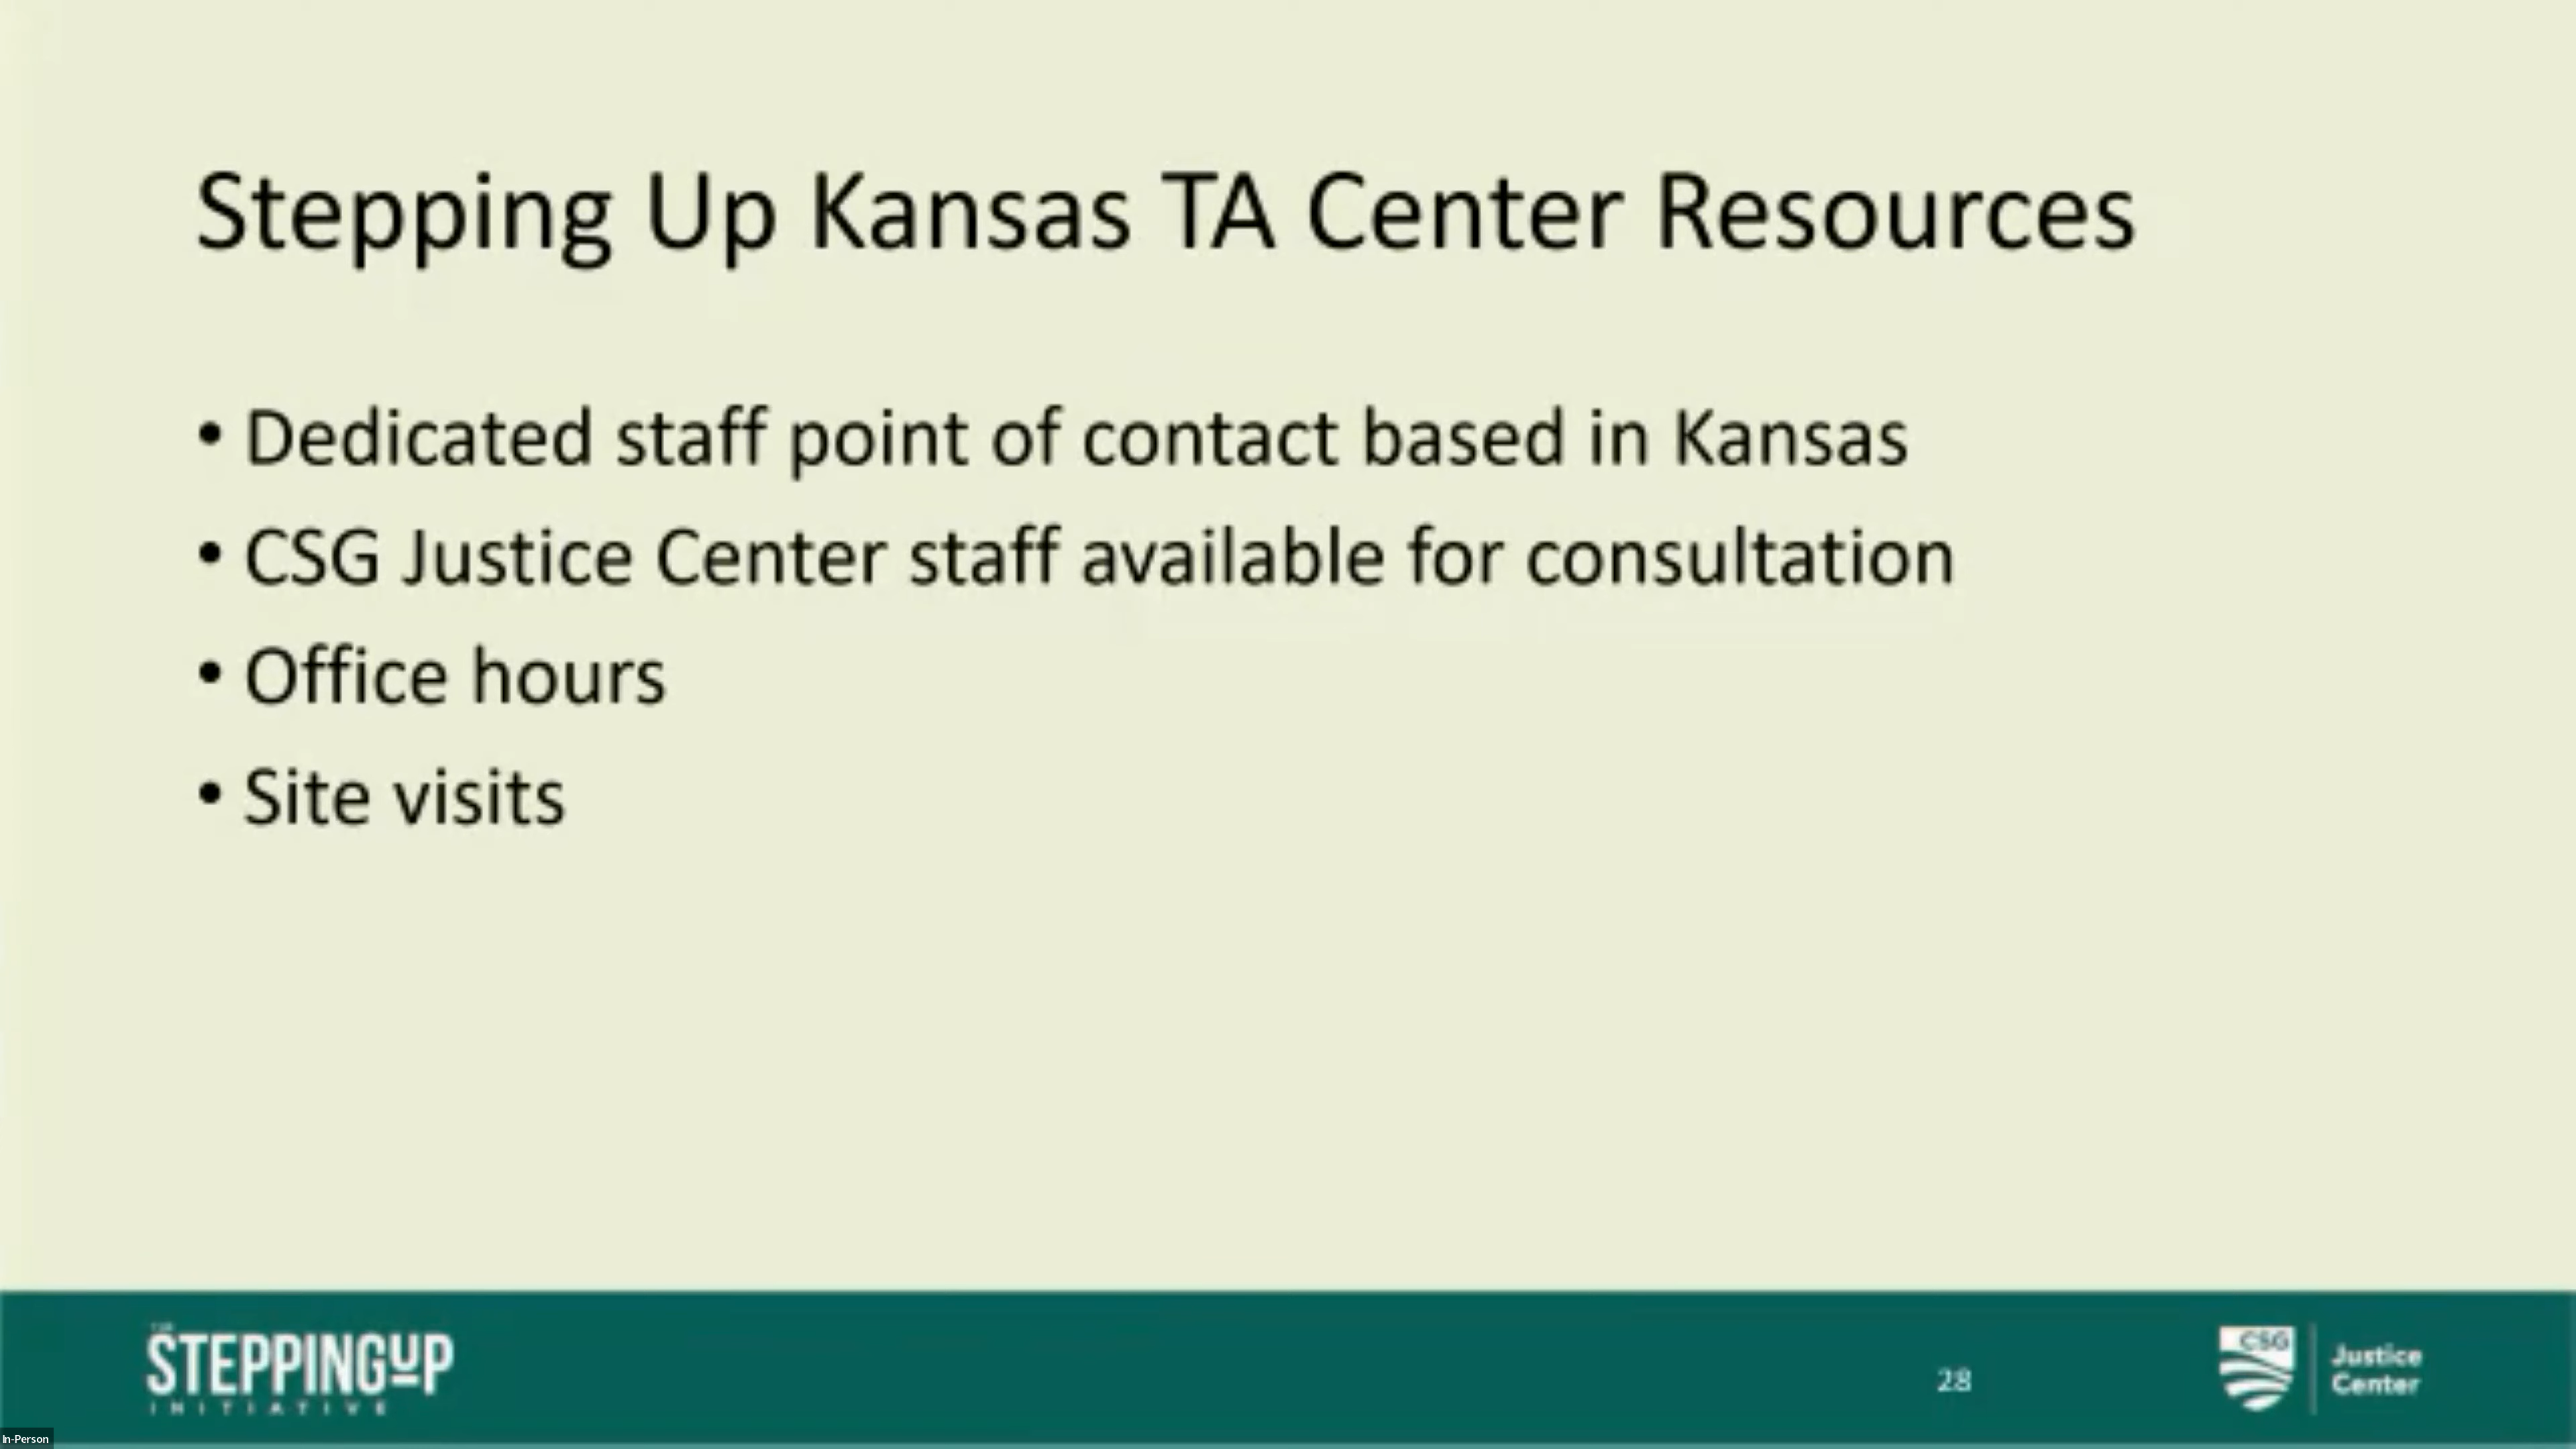 Stepping Up Kansas TA Center Resources
• Dedicated staff point of contact based in Kansas
• CSG Justice Center staff available for consultation
• Office hours
• Site visits
THE
STEPPINGUP
INITIATIVE
28
CSG
Justice
Center
In-Person